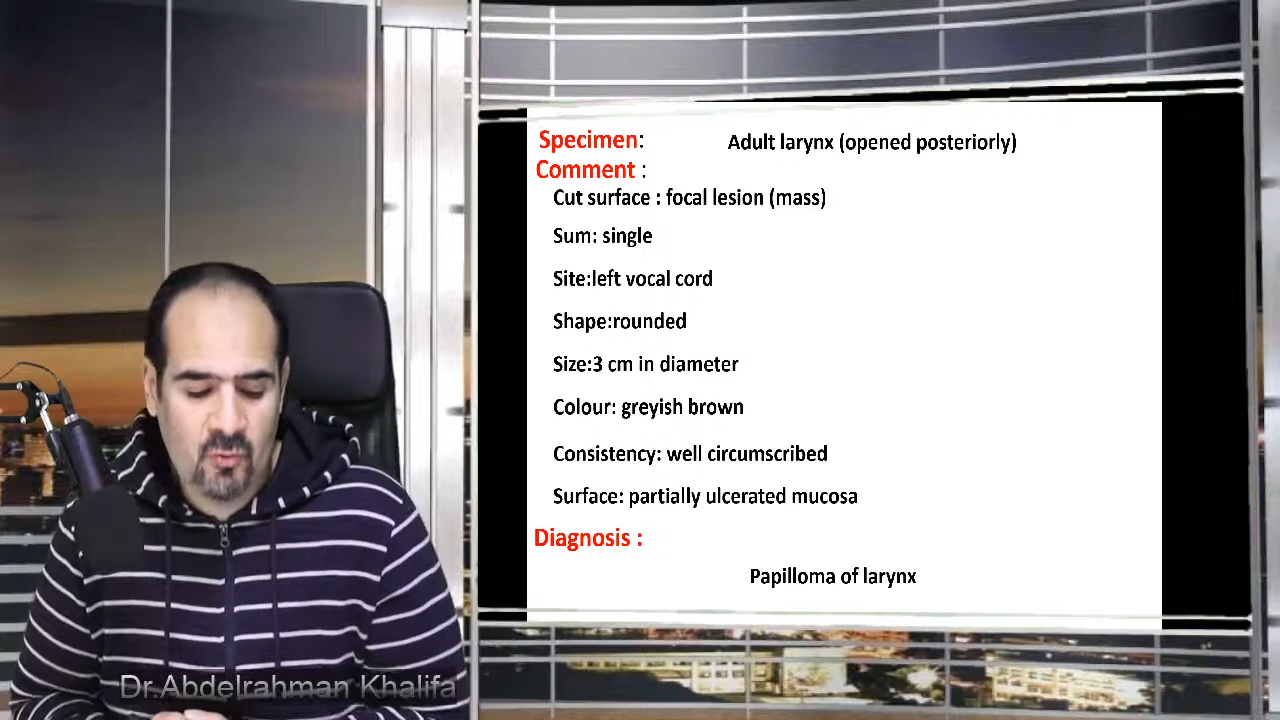 Specimen: Adult larynx (opened posteriorly)
Comment :
Cut surface : focal lesion (mass)
Sum: single
Site:left vocal cord
Shape:rounded
Size:3 cm in diameter
Colour: greyish brown
Consistency: well circumscribed
Surface: partially ulcerated mucosa
Diagnosis :
Papilloma of larynx
Dr.Abdelrahman Khalifa